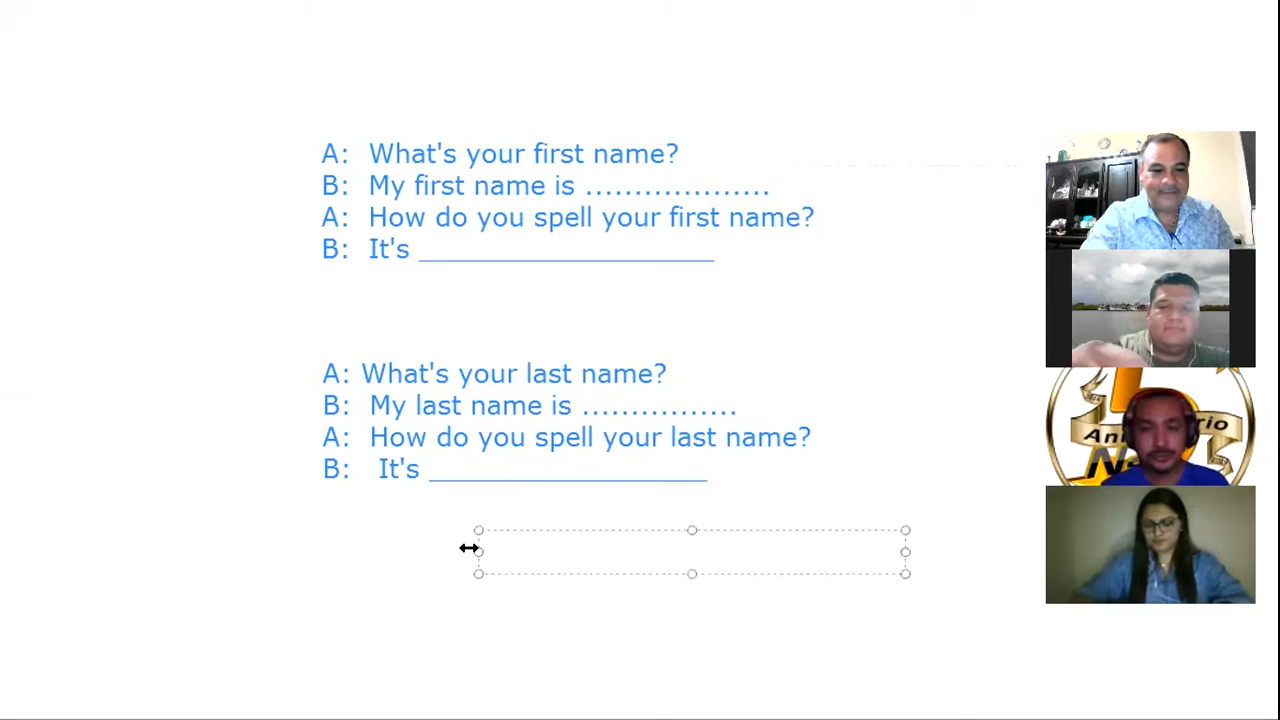 A: What's your first name?
B: My first name is ...................
A: How do you spell your first name?
B: It's _____________________
A: What's your last name?
B: My last name is ................
A: How do you spell your last name?
B: It's ____________________